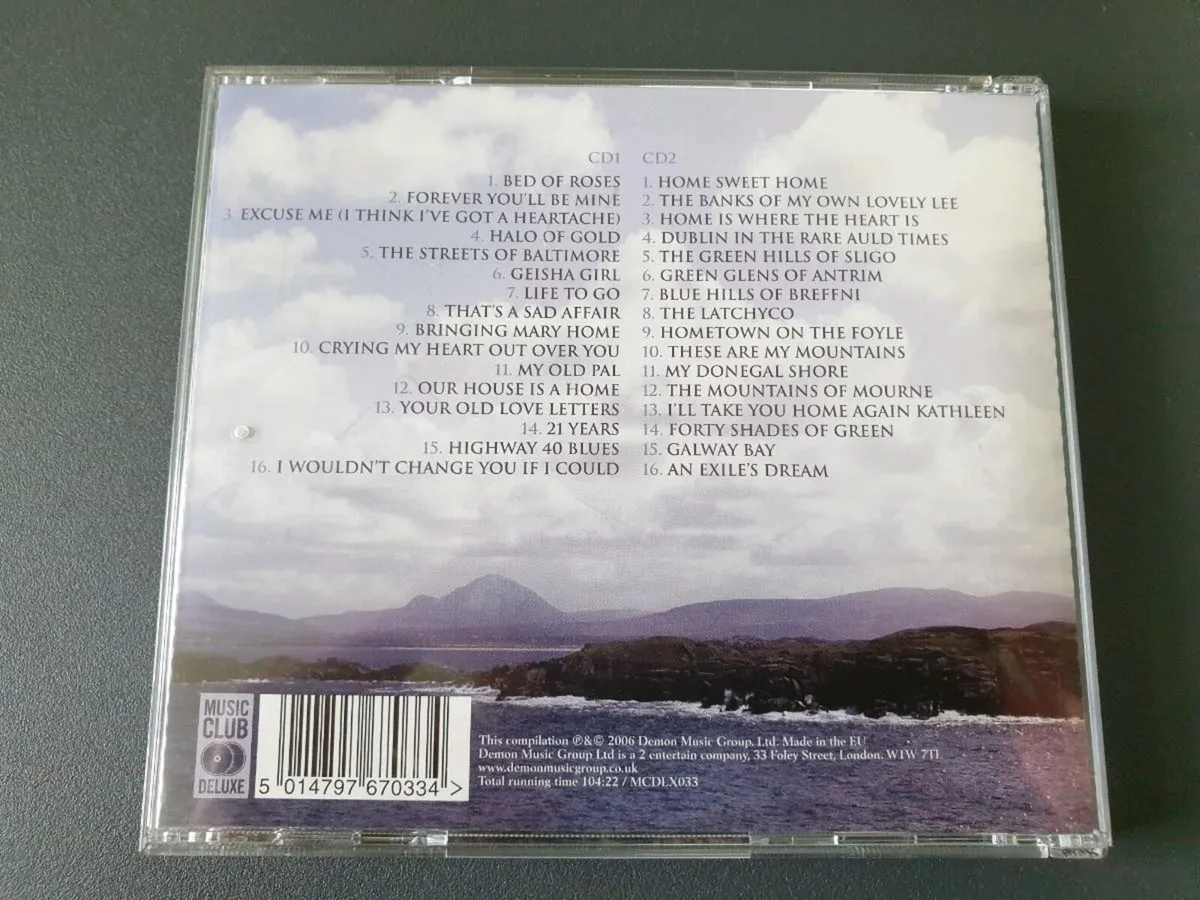 CD1
1. BED OF ROSES
2. FOREVER YOU'LL BE MINE
3. EXCUSE ME (I THINK I'VE GOT A HEARTACHE)
4. HALO OF GOLD
5. THE STREETS OF BALTIMORE
6. GEISHA GIRL
7. LIFE TO GO
8. THAT'S A SAD AFFAIR
9. BRINGING MARY HOME
10. CRYING MY HEART OUT OVER YOU
11. MY OLD PAL
12. OUR HOUSE IS A HOME
13. YOUR OLD LOVE LETTERS
14. 21 YEARS
15. HIGHWAY 40 BLUES
16. I WOULDN'T CHANGE YOU IF I COULD
CD2
1. HOME SWEET HOME
2. THE BANKS OF MY OWN LOVELY LEE
3. HOME IS WHERE THE HEART IS
4. DUBLIN IN THE RARE AULD TIMES
5. THE GREEN HILLS OF SLIGO
6. GREEN GLENS OF ANTRIM
7. BLUE HILLS OF BREFFNI
8. THE LATCHYCO
9. HOMETOWN ON THE FOYLE
10. THESE ARE MY MOUNTAINS
11. MY DONEGAL SHORE
12. THE MOUNTAINS OF MOURNE
13. I'LL TAKE YOU HOME AGAIN KATHLEEN
14. FORTY SHADES OF GREEN
15. GALWAY BAY
16. AN EXILE'S DREAM
MUSIC
CLUB
DELUXE
5 014797 670334 >
This compilation ℗&© 2006 Demon Music Group. Ltd. Made in the EU
Demon Music Group Ltd is a 2 entertain company, 33 Foley Street, London. W1W 7TL
www.demonmusicgroup.co.uk
Total running time 104:22 / MCDLX033